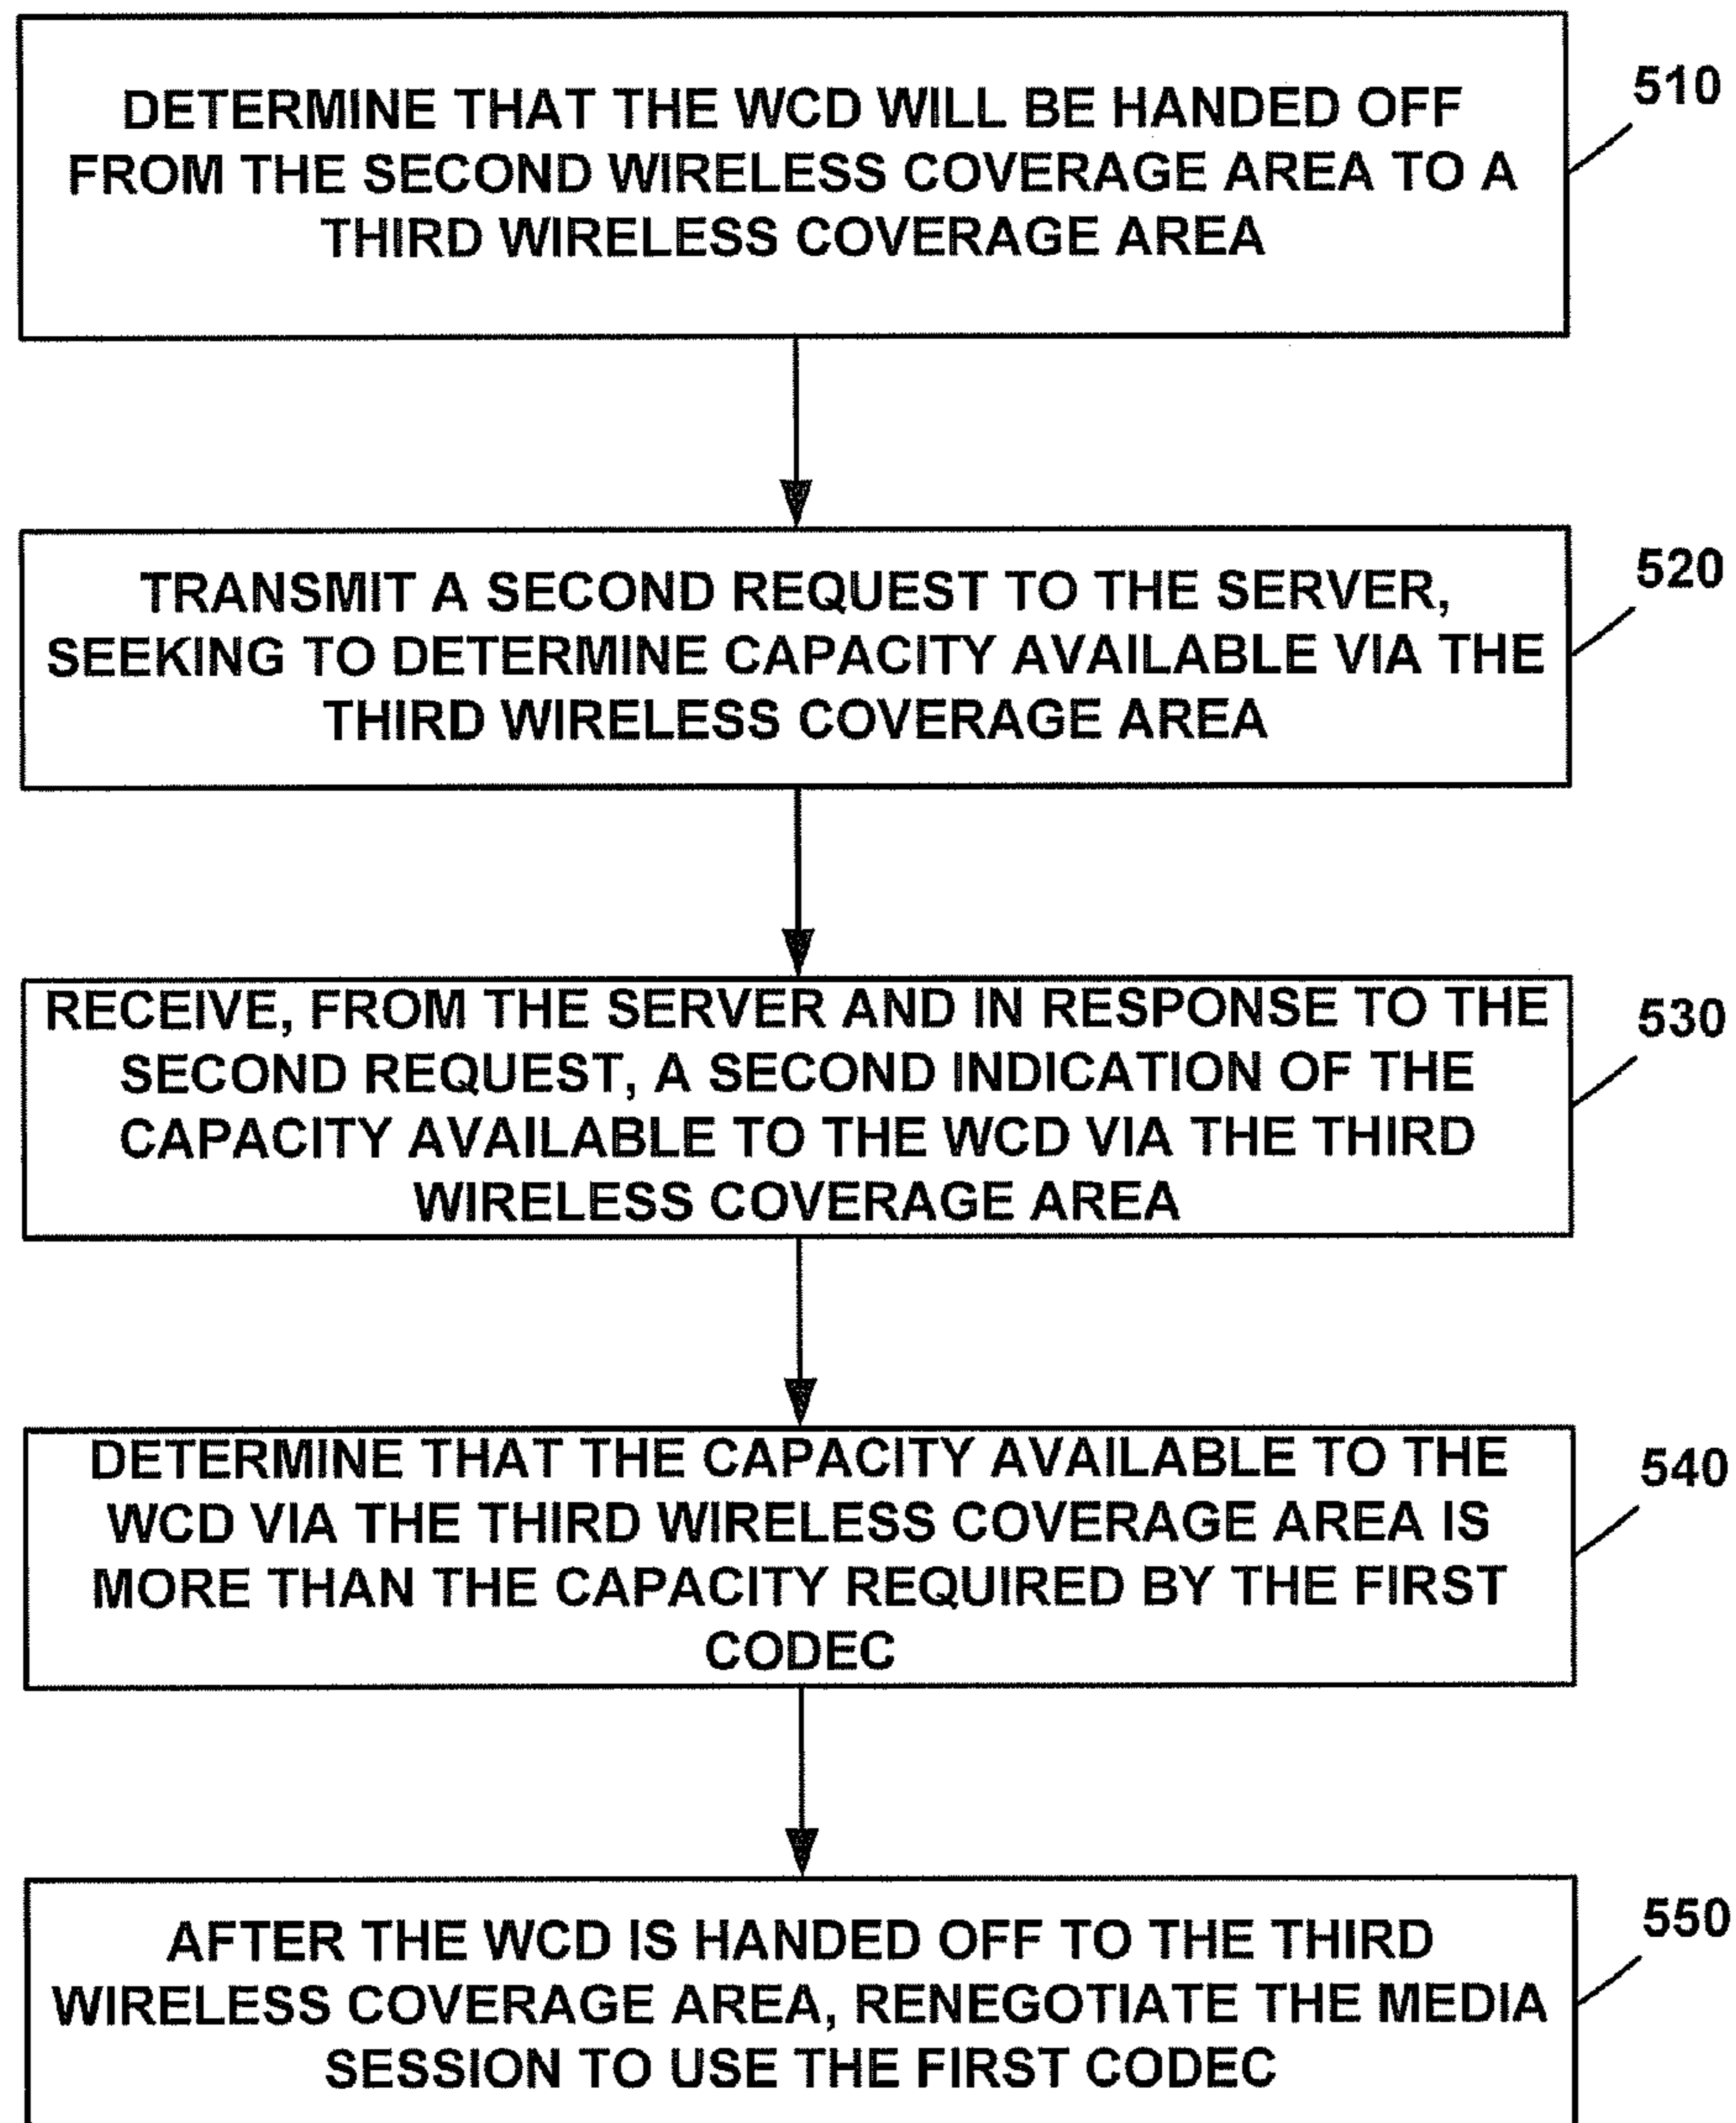 DETERMINE THAT THE WCD WILL BE HANDED OFF
FROM THE SECOND WIRELESS COVERAGE AREA TO A
THIRD WIRELESS COVERAGE AREA
510
TRANSMIT A SECOND REQUEST TO THE SERVER,
SEEKING TO DETERMINE CAPACITY AVAILABLE VIA THE
THIRD WIRELESS COVERAGE AREA
520
RECEIVE, FROM THE SERVER AND IN RESPONSE TO THE
SECOND REQUEST, A SECOND INDICATION OF THE
CAPACITY AVAILABLE TO THE WCD VIA THE THIRD
WIRELESS COVERAGE AREA
530
DETERMINE THAT THE CAPACITY AVAILABLE TO THE
WCD VIA THE THIRD WIRELESS COVERAGE AREA IS
MORE THAN THE CAPACITY REQUIRED BY THE FIRST
CODEC
540
AFTER THE WCD IS HANDED OFF TO THE THIRD
WIRELESS COVERAGE AREA, RENEGOTIATE THE MEDIA
SESSION TO USE THE FIRST CODEC
550